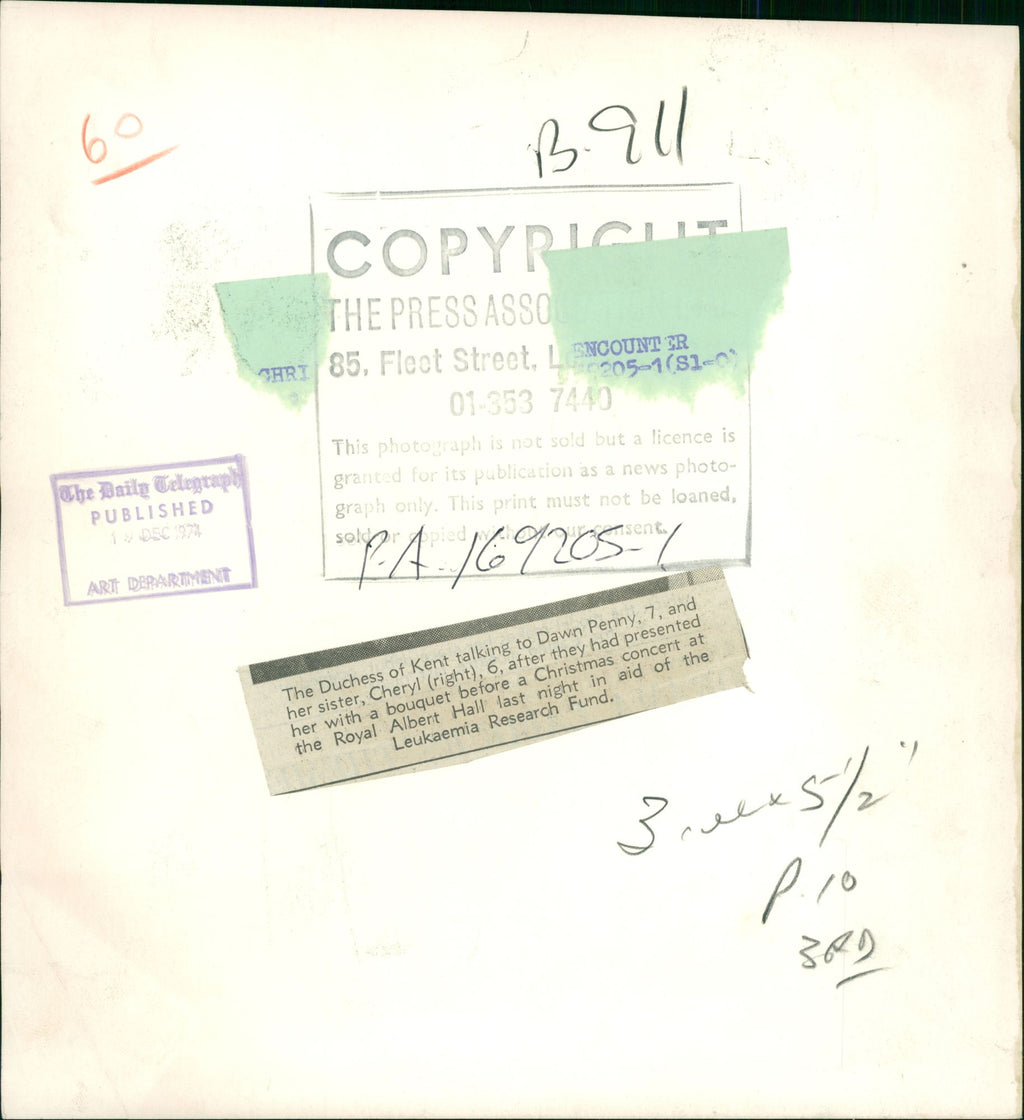 60
B.911
COPYRIGHT
THE PRESS ASSO
CHRI
85, Fleet Street, L
ENCOUNTER
205-1(S1-0)
01-353 7440
This photograph is not sold but a licence is
granted for its publication as a news photo-
graph only. This print must not be loaned,
sold or copied without our consent.
P.A. 169205-1
The Daily Telegraph
PUBLISHED
DEC 1974
ART DEPARTMENT
The Duchess of Kent talking to Dawn Penny, 7, and
her sister, Cheryl (right), 6, after they had presented
her with a bouquet before a Christmas concert at
the Royal Albert Hall last night in aid of the
Leukaemia Research Fund.
3 x 5 1/2"
P.10
3RD